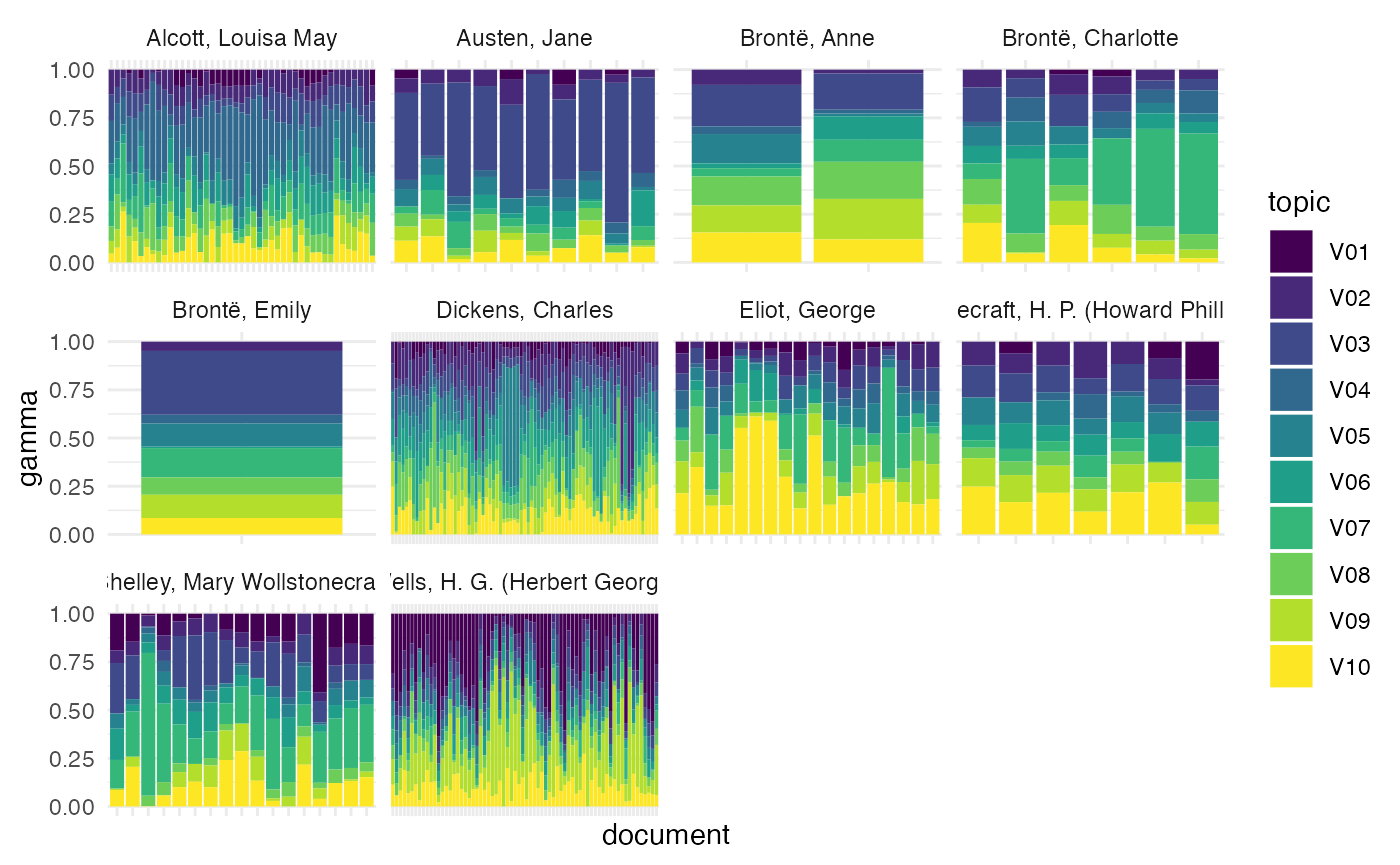 Alcott, Louisa May
Austen, Jane
Brontë, Anne
Brontë, Charlotte
1.00
0.75
0.50
0.25
0.00
Brontë, Emily
Dickens, Charles
Eliot, George
ecraft, H. P. (Howard Phill
1.00
0.75
0.50
0.25
0.00
helley, Mary Wollstonecra
ells, H. G. (Herbert Georg
1.00
0.75
0.50
0.25
0.00
gamma
document
topic
V01
V02
V03
V04
V05
V06
V07
V08
V09
V10